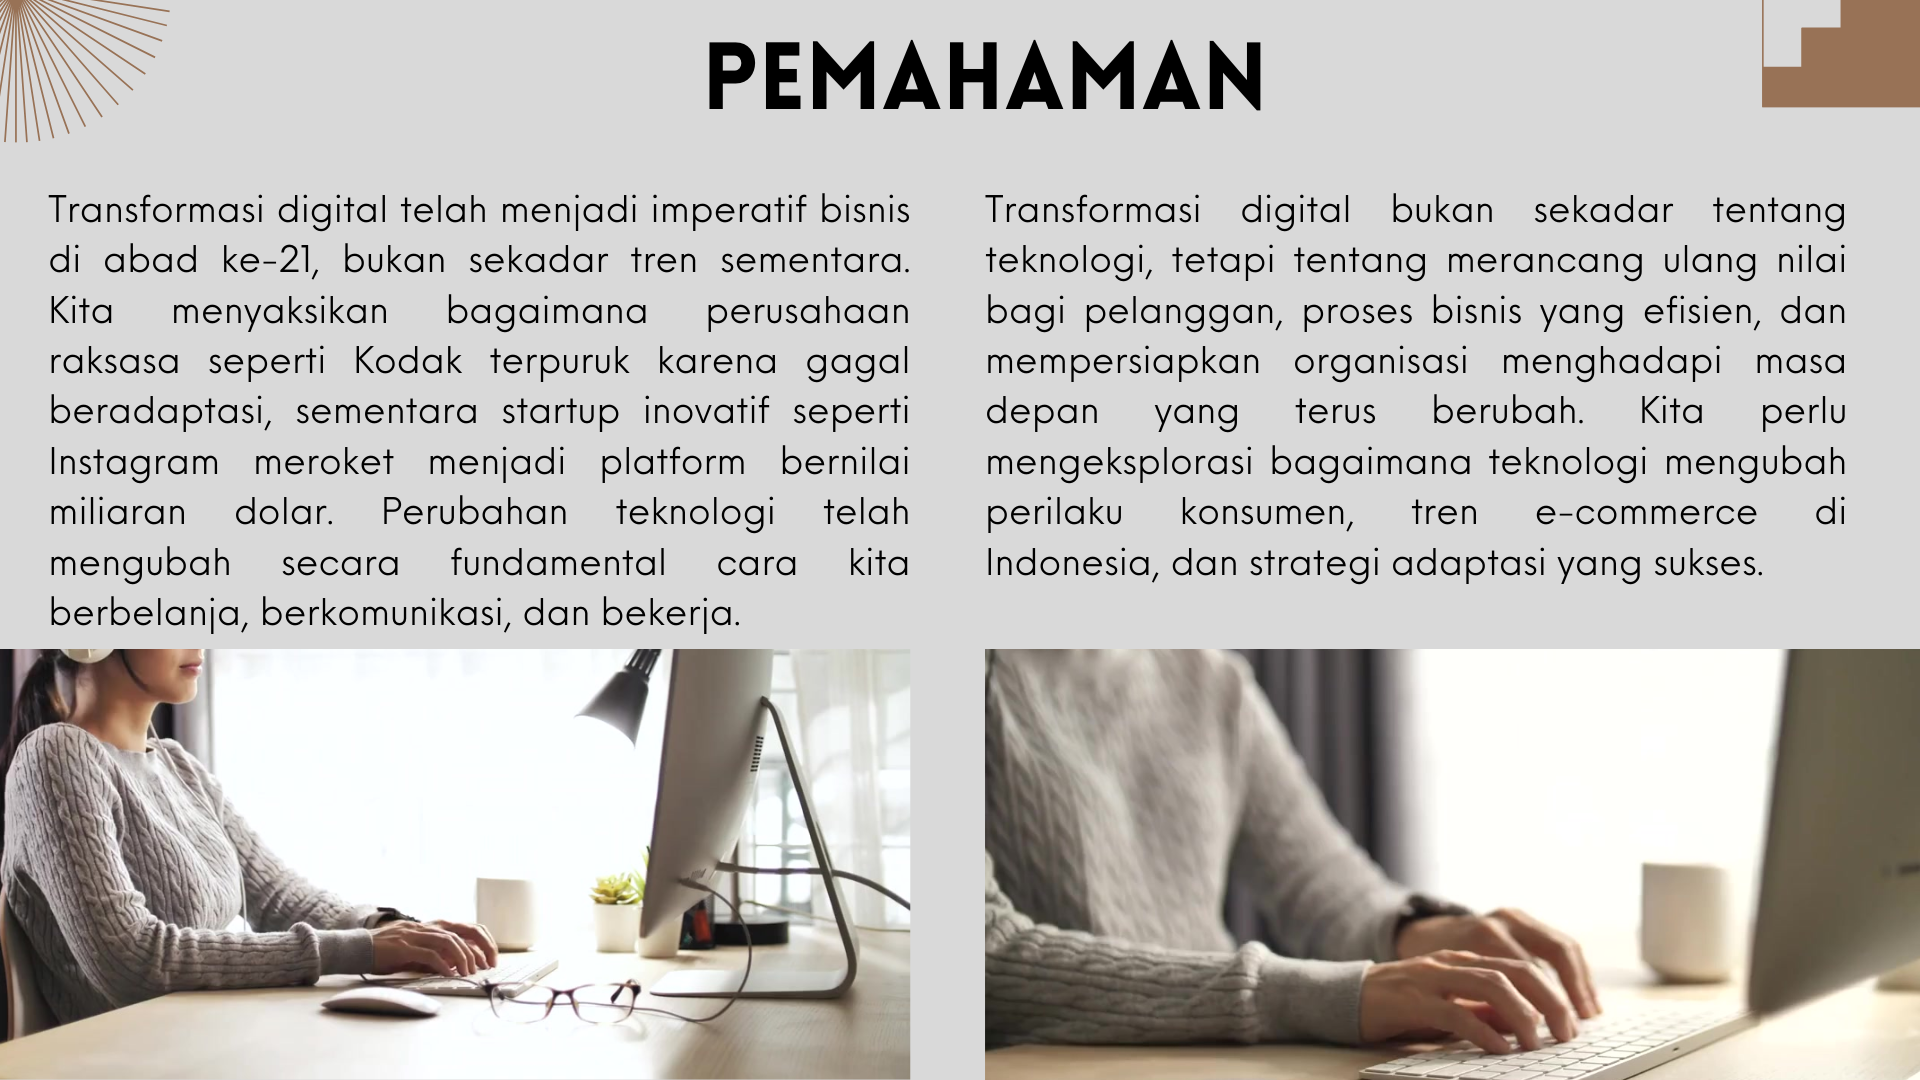 PEMAHAMAN
Transformasi digital telah menjadi imperatif bisnis
di abad ke-21, bukan sekadar tren sementara.
Kita menyaksikan bagaimana perusahaan
raksasa seperti Kodak terpuruk karena gagal
beradaptasi, sementara startup inovatif seperti
Instagram meroket menjadi platform bernilai
miliaran dolar. Perubahan teknologi telah
mengubah secara fundamental cara kita
berbelanja, berkomunikasi, dan bekerja.
Transformasi digital bukan sekadar tentang
teknologi, tetapi tentang merancang ulang nilai
bagi pelanggan, proses bisnis yang efisien, dan
mempersiapkan organisasi menghadapi masa
depan yang terus berubah. Kita perlu
mengeksplorasi bagaimana teknologi mengubah
perilaku konsumen, tren e-commerce di
Indonesia, dan strategi adaptasi yang sukses.